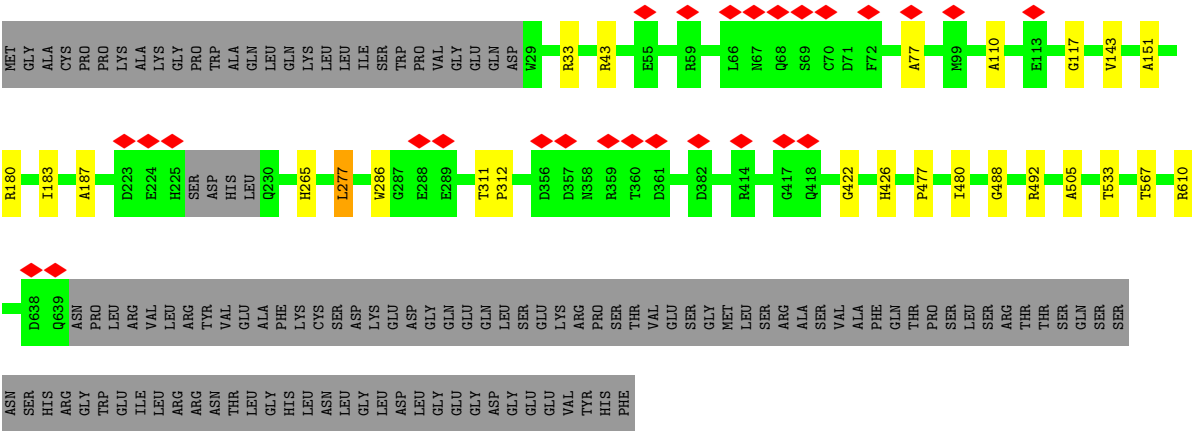 MET GLY ALA CYS PRO PRO LYS ALA LYS GLY PRO TRP ALA GLN LEU GLN LYS LEU LEU ILE SER TRP PRO PRO VAL GLY GLU GLN ASP W29 R33 R43 E55 R59 L66 N67 Q68 S69 C70 D71 F72 A77 M99 A110 E113 G117 V143 A151
R180 I183 A187 D223 E224 H225 SER ASP HIS LEU Q230 H265 L277 W286 G287 E288 E289 T311 P312 D356 D357 N358 R359 T360 D361 D382 R414 G417 Q418 G422 H426 P477 I480 G488 R492 A505 T533 T567 R610
D638 Q639 ASN PRO LEU ARG VAL LEU ARG TYR VAL GLU ALA PHE LYS CYS SER ASP LYS GLU ASP GLY GLN GLU GLN LEU SER GLU LYS ARG PRO SER THR VAL GLU SER GLY MET LEU SER ARG ALA SER VAL ALA PHE GLN THR PRO SER LEU SER ARG THR THR SER GLN SER SER
ASN SER HIS ARG GLY TRP GLU ILE LEU ARG ARG ASN THR LEU GLY HIS LEU ASN LEU GLY LEU ASP LEU GLY GLU GLY ASP GLY GLU GLU VAL TYR HIS PHE